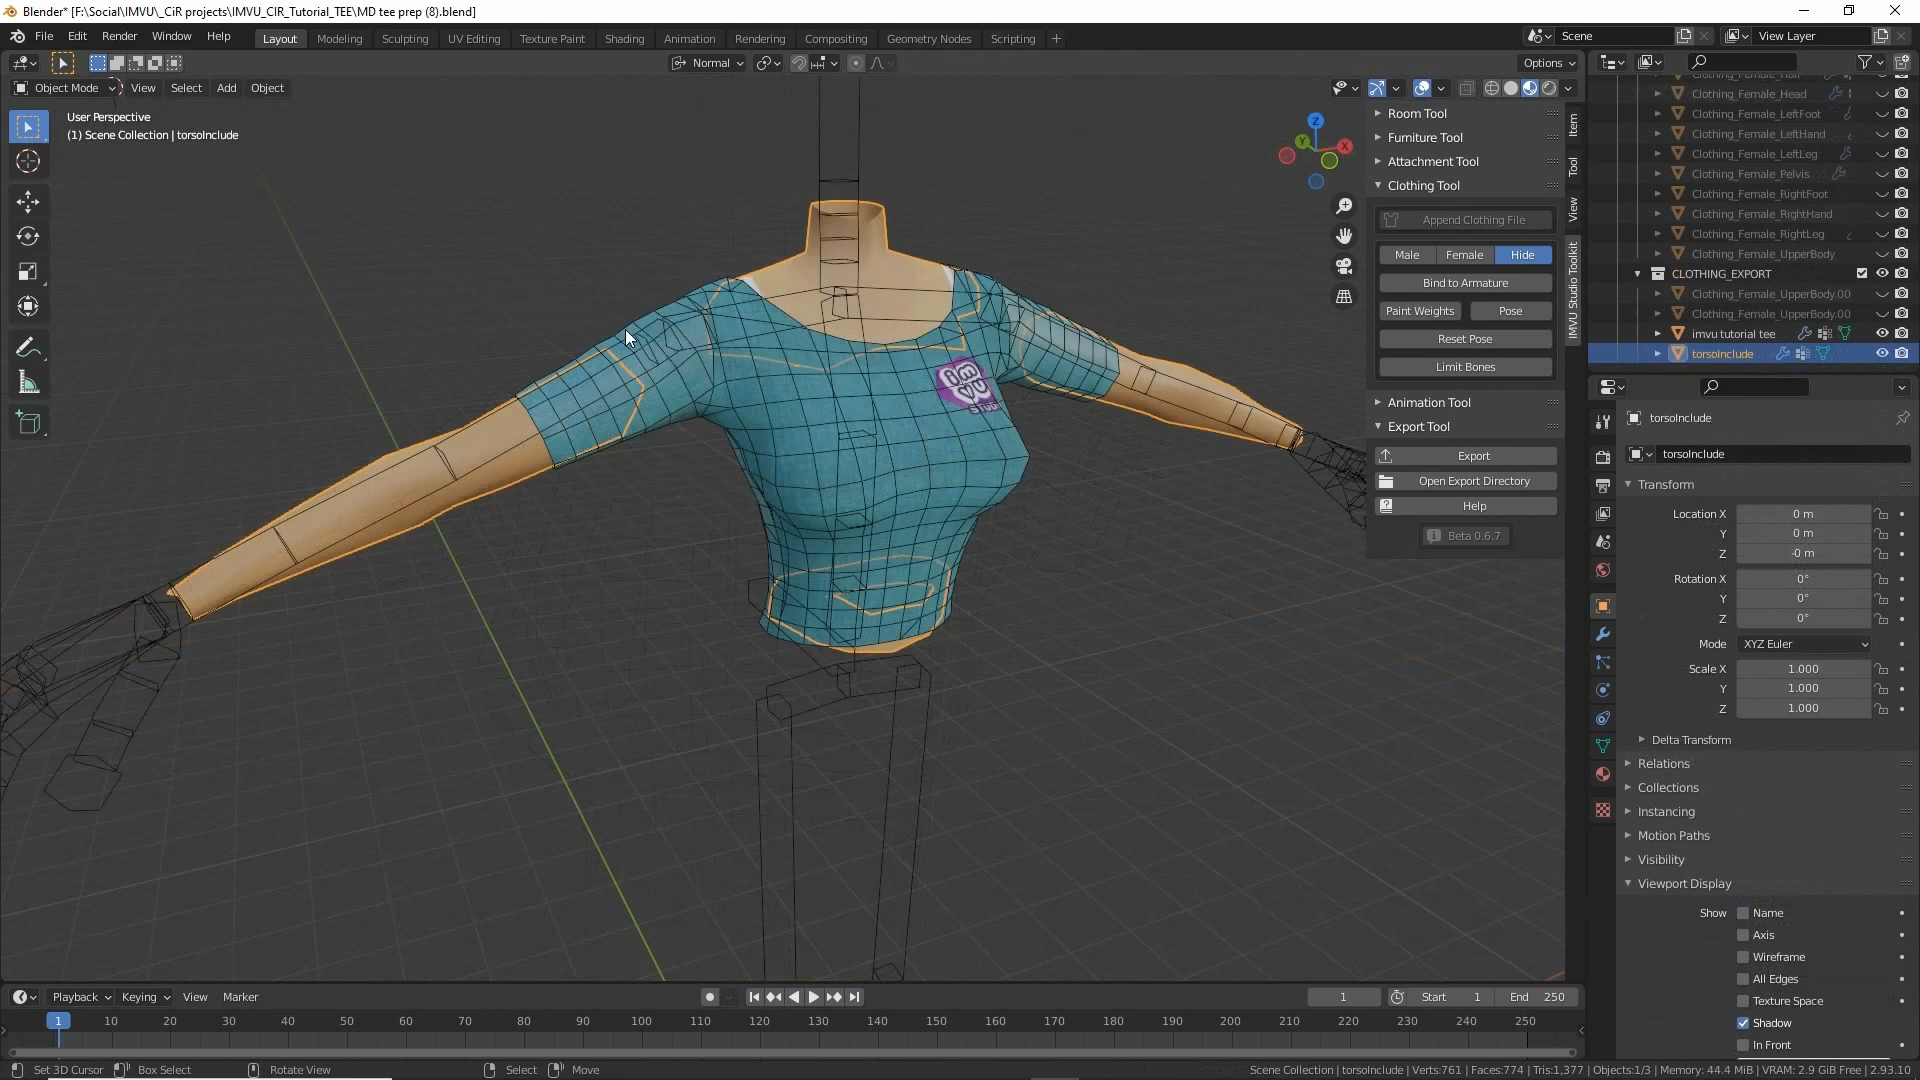 Blender* [F:\Social\IMVU\_CiR projects\IMVU_CIR_Tutorial_TEE\MD tee prep (8).blend]
File Edit Render Window Help
Layout Modeling Sculpting UV Editing Texture Paint Shading Animation Rendering Compositing Geometry Nodes Scripting +
Scene
View Layer
Normal
Options
Object Mode View Select Add Object
User Perspective
(1) Scene Collection | torsoInclude
Z
Y
X
Room Tool
Furniture Tool
Attachment Tool
Clothing Tool
Append Clothing File
Male Female Hide
Bind to Armature
Paint Weights Pose
Reset Pose
Limit Bones
Animation Tool
Export Tool
Export
Open Export Directory
Help
Beta 0.6.7
Item
Tool
View
IMVU Studio Toolkit
imvu
Clothing_Female_Hair
Clothing_Female_Head
Clothing_Female_LeftFoot
Clothing_Female_LeftHand
Clothing_Female_LeftLeg
Clothing_Female_Pelvis
Clothing_Female_RightFoot
Clothing_Female_RightHand
Clothing_Female_RightLeg
Clothing_Female_UpperBody
CLOTHING_EXPORT
Clothing_Female_UpperBody.00
Clothing_Female_UpperBody.00
imvu tutorial tee
torsoInclude
torsoInclude
torsoInclude
Transform
Location X 0 m
Y 0 m
Z -0 m
Rotation X 0°
Y 0°
Z 0°
Mode XYZ Euler
Scale X 1.000
Y 1.000
Z 1.000
Delta Transform
Relations
Collections
Instancing
Motion Paths
Visibility
Viewport Display
Show Name
Axis
Wireframe
All Edges
Texture Space
Shadow
In Front
Playback Keying View Marker
1 Start 1 End 250
1 10 20 30 40 50 60 70 80 90 100 110 120 130 140 150 160 170 180 190 200 210 220 230 240 250
Set 3D Cursor Box Select Rotate View Select Move
Scene Collection | torsoInclude | Verts:761 | Faces:774 | Tris:1,377 | Objects:1/3 | Memory: 44.4 MiB | VRAM: 2.9 GiB Free | 2.93.10